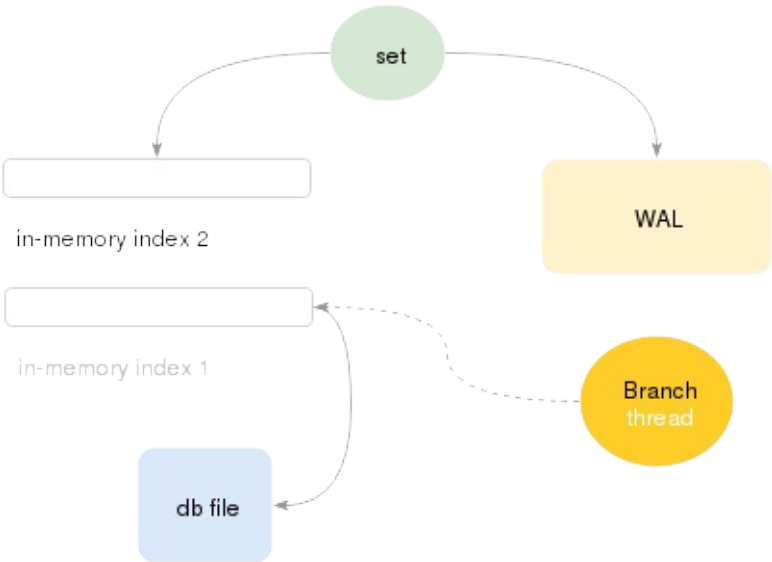 set
WAL
in-memory index 2
in-memory index 1
Branch
thread
db file